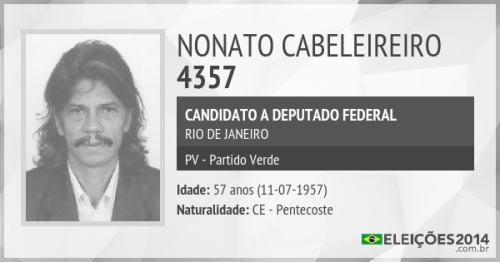 NONATO CABELEIREIRO
4357
CANDIDATO A DEPUTADO FEDERAL
RIO DE JANEIRO
PV - Partido Verde
Idade: 57 anos (11-07-1957)
Naturalidade: CE - Pentecoste
ELEIÇÕES2014
.com.br